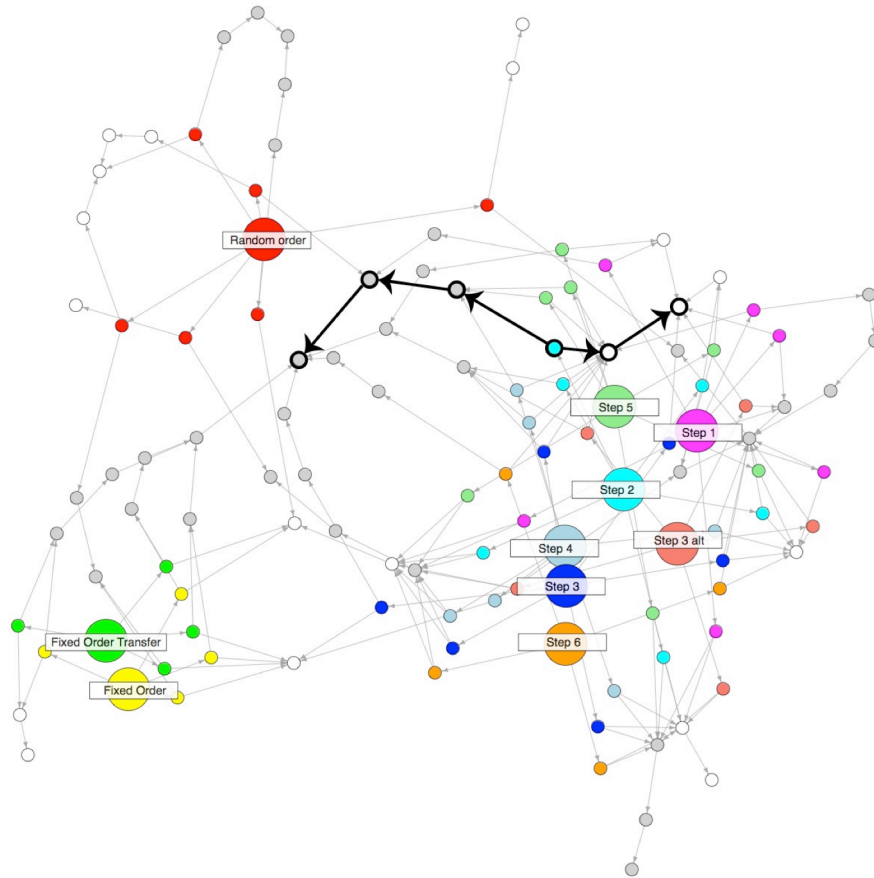 Random order
Step 5
Step 1
Step 2
Step 4
Step 3 alt
Step 3
Step 6
Fixed Order Transfer
Fixed Order